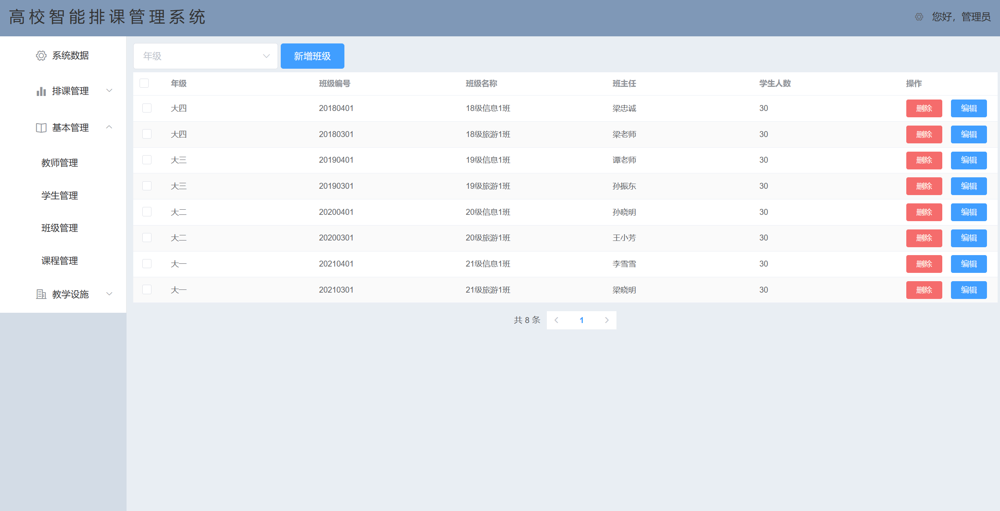 高校智能排课管理系统
您好，管理员
系统数据
排课管理
基本管理
教师管理
学生管理
班级管理
课程管理
教学设施
年级
新增班级
年级 班级编号 班级名称 班主任 学生人数 操作
大四 20180401 18级信息1班 梁忠诚 30 删除 编辑
大四 20180301 18级旅游1班 梁老师 30 删除 编辑
大三 20190401 19级信息1班 谭老师 30 删除 编辑
大三 20190301 19级旅游1班 孙振东 30 删除 编辑
大二 20200401 20级信息1班 孙晓明 30 删除 编辑
大二 20200301 20级旅游1班 王小芳 30 删除 编辑
大一 20210401 21级信息1班 李雪雪 30 删除 编辑
大一 20210301 21级旅游1班 梁晓明 30 删除 编辑
共 8 条 1